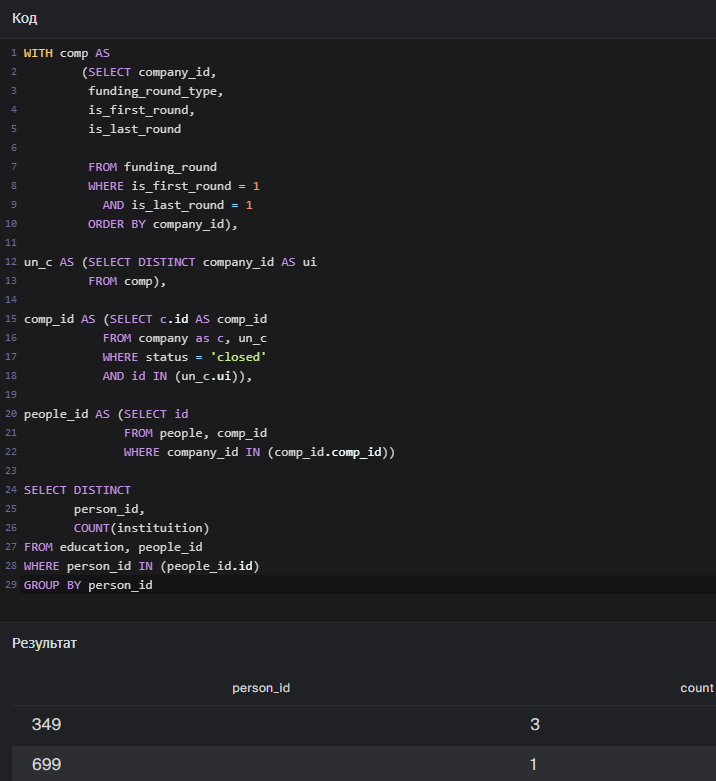 Код
1 WITH comp AS
2 (SELECT company_id,
3 funding_round_type,
4 is_first_round,
5 is_last_round
6
7 FROM funding_round
8 WHERE is_first_round = 1
9 AND is_last_round = 1
10 ORDER BY company_id),
11
12 un_c AS (SELECT DISTINCT company_id AS ui
13 FROM comp),
14
15 comp_id AS (SELECT c.id AS comp_id
16 FROM company as c, un_c
17 WHERE status = 'closed'
18 AND id IN (un_c.ui)),
19
20 people_id AS (SELECT id
21 FROM people, comp_id
22 WHERE company_id IN (comp_id.comp_id))
23
24 SELECT DISTINCT
25 person_id,
26 COUNT(instituition)
27 FROM education, people_id
28 WHERE person_id IN (people_id.id)
29 GROUP BY person_id
Результат
person_id count
349 3
699 1